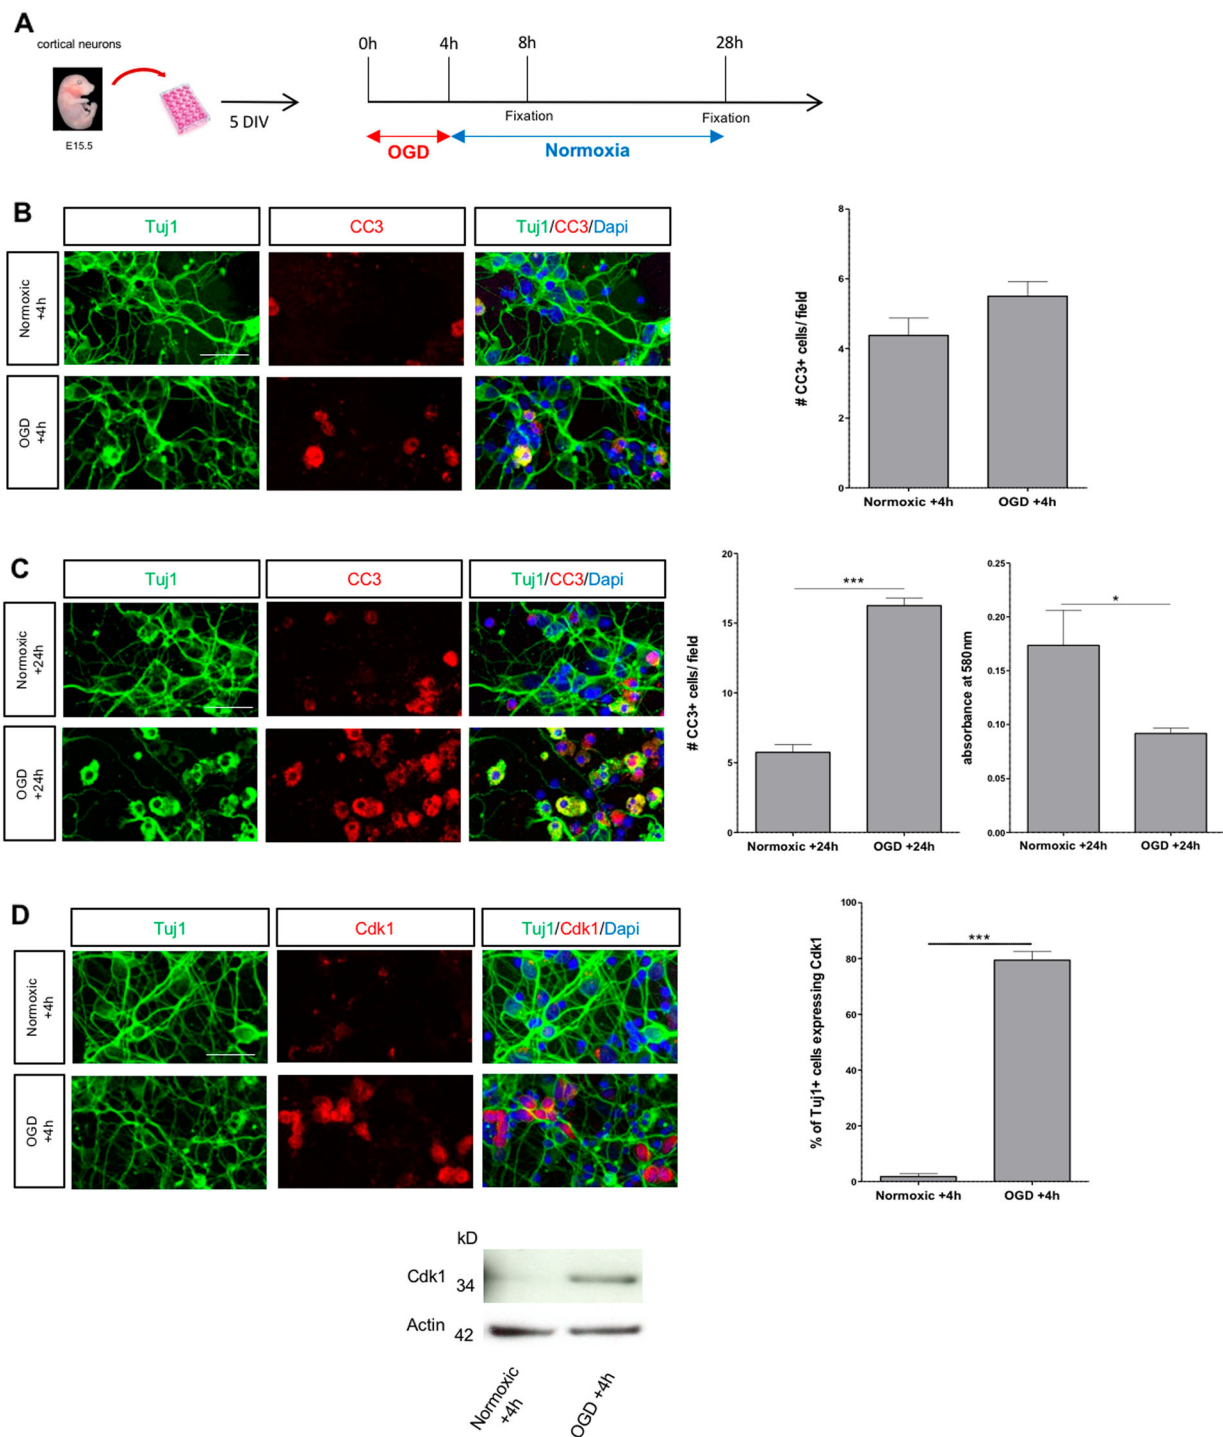 A
cortical neurons
E15.5
5 DIV
0h 4h 8h 28h
Fixation Fixation
OGD Normoxia
B
Tuj1 CC3 Tuj1/CC3/Dapi
Normoxic
+4h
OGD
+4h
# CC3+ cells/ field
8
6
4
2
0
Normoxic +4h OGD +4h
C
Tuj1 CC3 Tuj1/CC3/Dapi
Normoxic
+24h
OGD
+24h
# CC3+ cells/ field
20
15
10
5
0
***
Normoxic +24h OGD +24h
absorbance at 580nm
0.25
0.20
0.15
0.10
0.05
0.00
*
Normoxic +24h OGD +24h
D
Tuj1 Cdk1 Tuj1/Cdk1/Dapi
Normoxic
+4h
OGD
+4h
% of Tuj1+ cells expressing Cdk1
100
80
60
40
20
0
***
Normoxic +4h OGD +4h
kD
Cdk1 34
Actin 42
Normoxic
+4h
OGD +4h